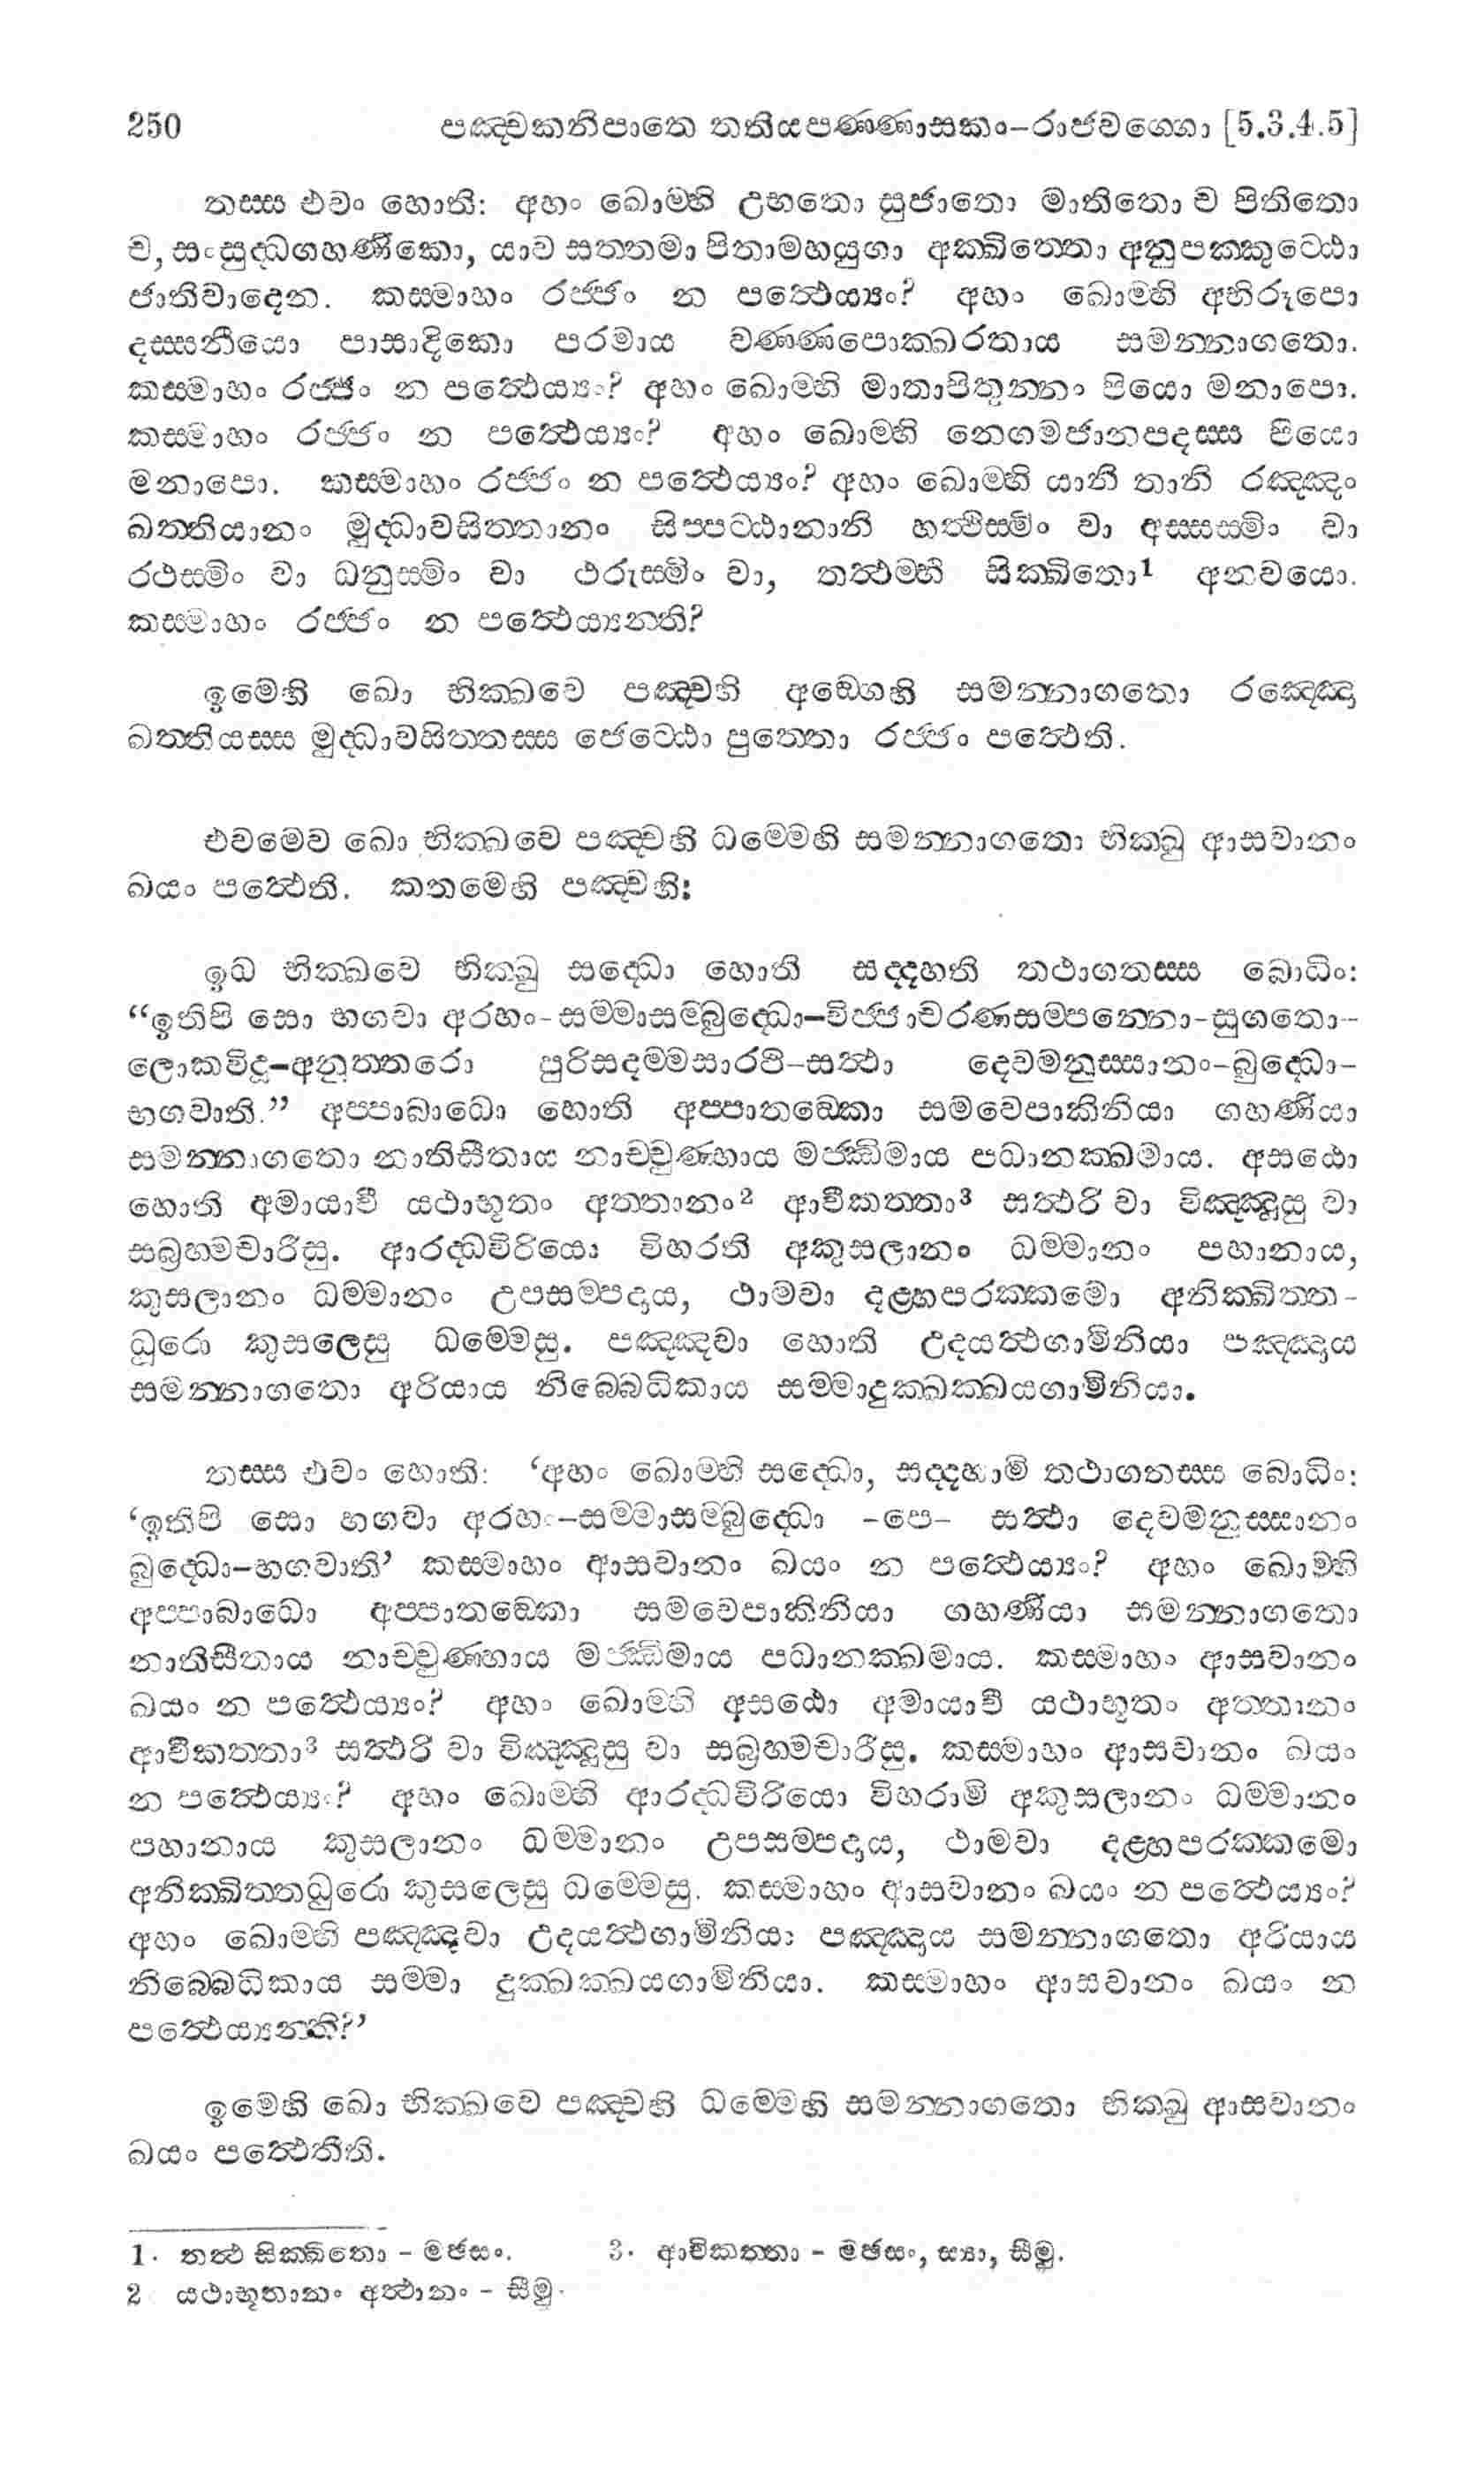 250 පඤ්චකනිපාතෙ තතියපණ්ණාසකං–රාජවග්ගො [5.3.4.5]
තස්ස එවං හොති: අහං ඛොම්හි උභතො සුජාතො මාතිතො ච පිතිතො
ච, සංසුද්ධගහණිකො, යාව සත්තමා පිතාමහයුගා අක්ඛිත්තො අනුපක්කුට්ඨො
ජාතිවාදෙන. කස්මාහං රජ්ජං න පත්ථෙය්‍යං? අහං ඛොම්හි අභිරූපො
දස්සනීයො පාසාදිකො පරමාය වණ්ණපොක්ඛරතාය සමන්නාගතො.
කස්මාහං රජ්ජං න පත්ථෙය්‍යං? අහං ඛොම්හි මාතාපිතුන්නං පියො මනාපො.
කස්මාහං රජ්ජං න පත්ථෙය්‍යං? අහං ඛොම්හි නෙගමජානපදස්ස පියො
මනාපො. කස්මාහං රජ්ජං න පත්ථෙය්‍යං? අහං ඛොම්හි යානි තානි රඤ්ඤං
ඛත්තියානං මුද්ධාවසිත්තානං සිප්පට්ඨානානි හත්ථිස්මිං වා අස්සස්මිං වා
රථස්මිං වා ධනුස්මිං වා ථරුස්මිං වා, තත්ථම්හි සික්ඛිතො1 අනවයො.
කස්මාහං රජ්ජං න පත්ථෙය්‍යන්ති?
ඉමෙහි ඛො භික්ඛවෙ පඤ්චහි අඞ්ගෙහි සමන්නාගතො රඤ්ඤො
ඛත්තියස්ස මුද්ධාවසිත්තස්ස ජෙට්ඨො පුත්තො රජ්ජං පත්ථෙති.
එවමෙව ඛො භික්ඛවෙ පඤ්චහි ධම්මෙහි සමන්නාගතො භික්ඛු ආසවානං
ඛයං පත්ථෙති. කතමෙහි පඤ්චහි:
ඉධ භික්ඛවෙ භික්ඛු සද්ධො හොති සද්දහති තථාගතස්ස බොධිං:
“ඉතිපි සො භගවා අරහං-සම්මාසම්බුද්ධො–විජ්ජාචරණසම්පන්නො-සුගතො-
ලොකවිදූ–අනුත්තරො පුරිසදම්මසාරථි–සත්ථා දෙවමනුස්සානං–බුද්ධො–
භගවාති.” අප්පාබාධො හොති අප්පාතඞ්කො සමවෙපාකිනියා ගහණියා
සමන්නාගතො නාතිසීතාය නාච්චුණ්හාය මජ්ඣිමාය පධානක්ඛමාය. අසඨො
හොති අමායාවී යථාභූතං අත්තානං2 ආවීකත්තා3 සත්ථරි වා විඤ්ඤූසු වා
සබ්‍රහ්මචාරීසු. ආරද්ධවිරියො විහරති අකුසලානං ධම්මානං පහානාය,
කුසලානං ධම්මානං උපසම්පදාය, ථාමවා දළ්හපරක්කමො අනික්ඛිත්ත-
ධුරො කුසලෙසු ධම්මෙසු. පඤ්ඤවා හොති උදයත්ථගාමිනියා පඤ්ඤාය
සමන්නාගතො අරියාය නිබ්බෙධිකාය සම්මාදුක්ඛක්ඛයගාමිනියා.
තස්ස එවං හොති: ‘අහං ඛොම්හි සද්ධො, සද්දහාමි තථාගතස්ස බොධිං:
‘ඉතිපි සො භගවා අරහං–සම්මාසම්බුද්ධො -පෙ- සත්ථා දෙවමනුස්සානං
බුද්ධො–භගවාති’ කස්මාහං ආසවානං ඛයං න පත්ථෙය්‍යං? අහං ඛොම්හි
අප්පාබාධො අප්පාතඞ්කො සමවෙපාකිනියා ගහණියා සමන්නාගතො
නාතිසීතාය නාච්චුණ්හාය මජ්ඣිමාය පධානක්ඛමාය. කස්මාහං ආසවානං
ඛයං න පත්ථෙය්‍යං? අහං ඛොම්හි අසඨො අමායාවී යථාභූතං අත්තානං
ආවීකත්තා3 සත්ථරි වා විඤ්ඤූසු වා සබ්‍රහ්මචාරීසු. කස්මාහං ආසවානං ඛයං
න පත්ථෙය්‍යං? අහං ඛොම්හි ආරද්ධවිරියො විහරාමි අකුසලානං ධම්මානං
පහානාය කුසලානං ධම්මානං උපසම්පදාය, ථාමවා දළ්හපරක්කමො
අනික්ඛිත්තධුරො කුසලෙසු ධම්මෙසු. කස්මාහං ආසවානං ඛයං න පත්ථෙය්‍යං?
අහං ඛොම්හි පඤ්ඤවා උදයත්ථගාමිනියා පඤ්ඤාය සමන්නාගතො අරියාය
නිබ්බෙධිකාය සම්මා දුක්ඛක්ඛයගාමිනියා. කස්මාහං ආසවානං ඛයං න
පත්ථෙය්‍යන්ති?’
ඉමෙහි ඛො භික්ඛවෙ පඤ්චහි ධම්මෙහි සමන්නාගතො භික්ඛු ආසවානං
ඛයං පත්ථෙතීති.
1. තත්ථ සික්ඛිතො - මජසං. 3. ආවිකත්තා - මජසං, ස්‍යා, සීමු.
2 යථාභූතානං අත්ථානං - සීමු.